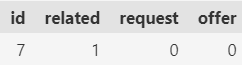 id related request offer
7 1 0 0